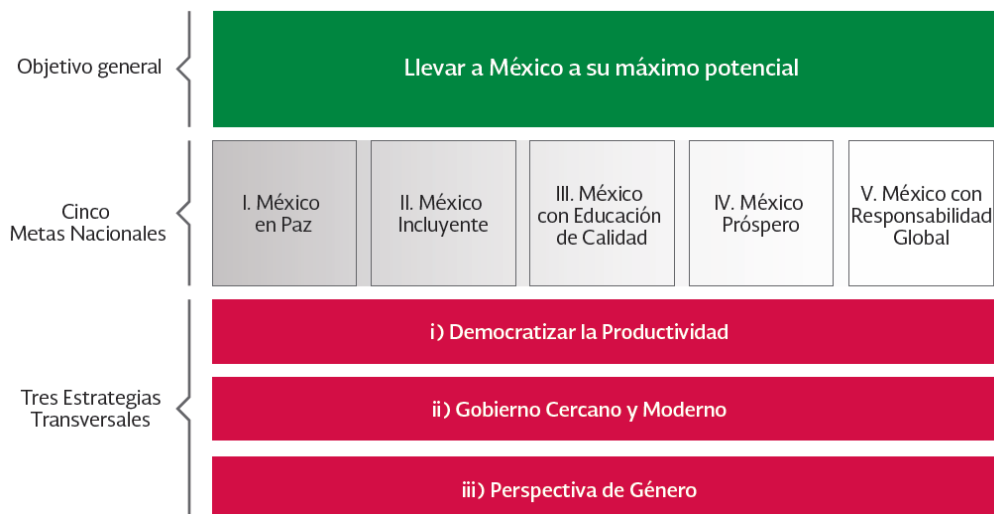 Objetivo general
Llevar a México a su máximo potencial
Cinco
Metas Nacionales
I. México
en Paz
II. México
Incluyente
III. México
con Educación
de Calidad
IV. México
Próspero
V. México con
Responsabilidad
Global
Tres Estrategias
Transversales
i) Democratizar la Productividad
ii) Gobierno Cercano y Moderno
iii) Perspectiva de Género